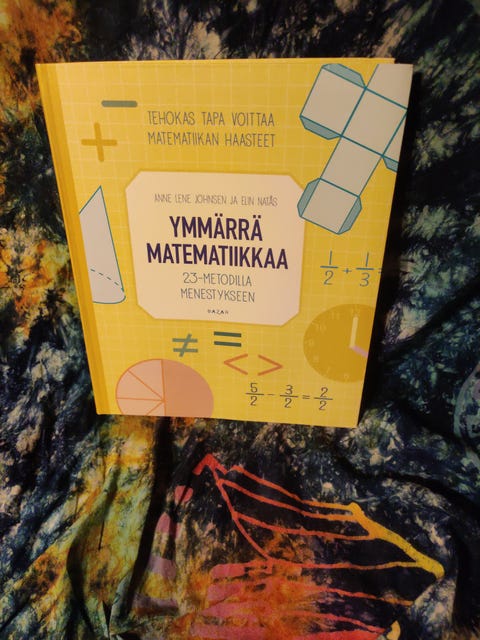 TEHOKAS TAPA VOITTAA
MATEMATIIKAN HAASTEET
ANNE LENE JOHNSEN JA ELIN NATÅS
YMMÄRRÄ
MATEMATIIKKAA
23-METODILLA
MENESTYKSEEN
BAZAR
1/2 + 1/3 =
≠ =
< >
5/2 - 3/2 = 2/2